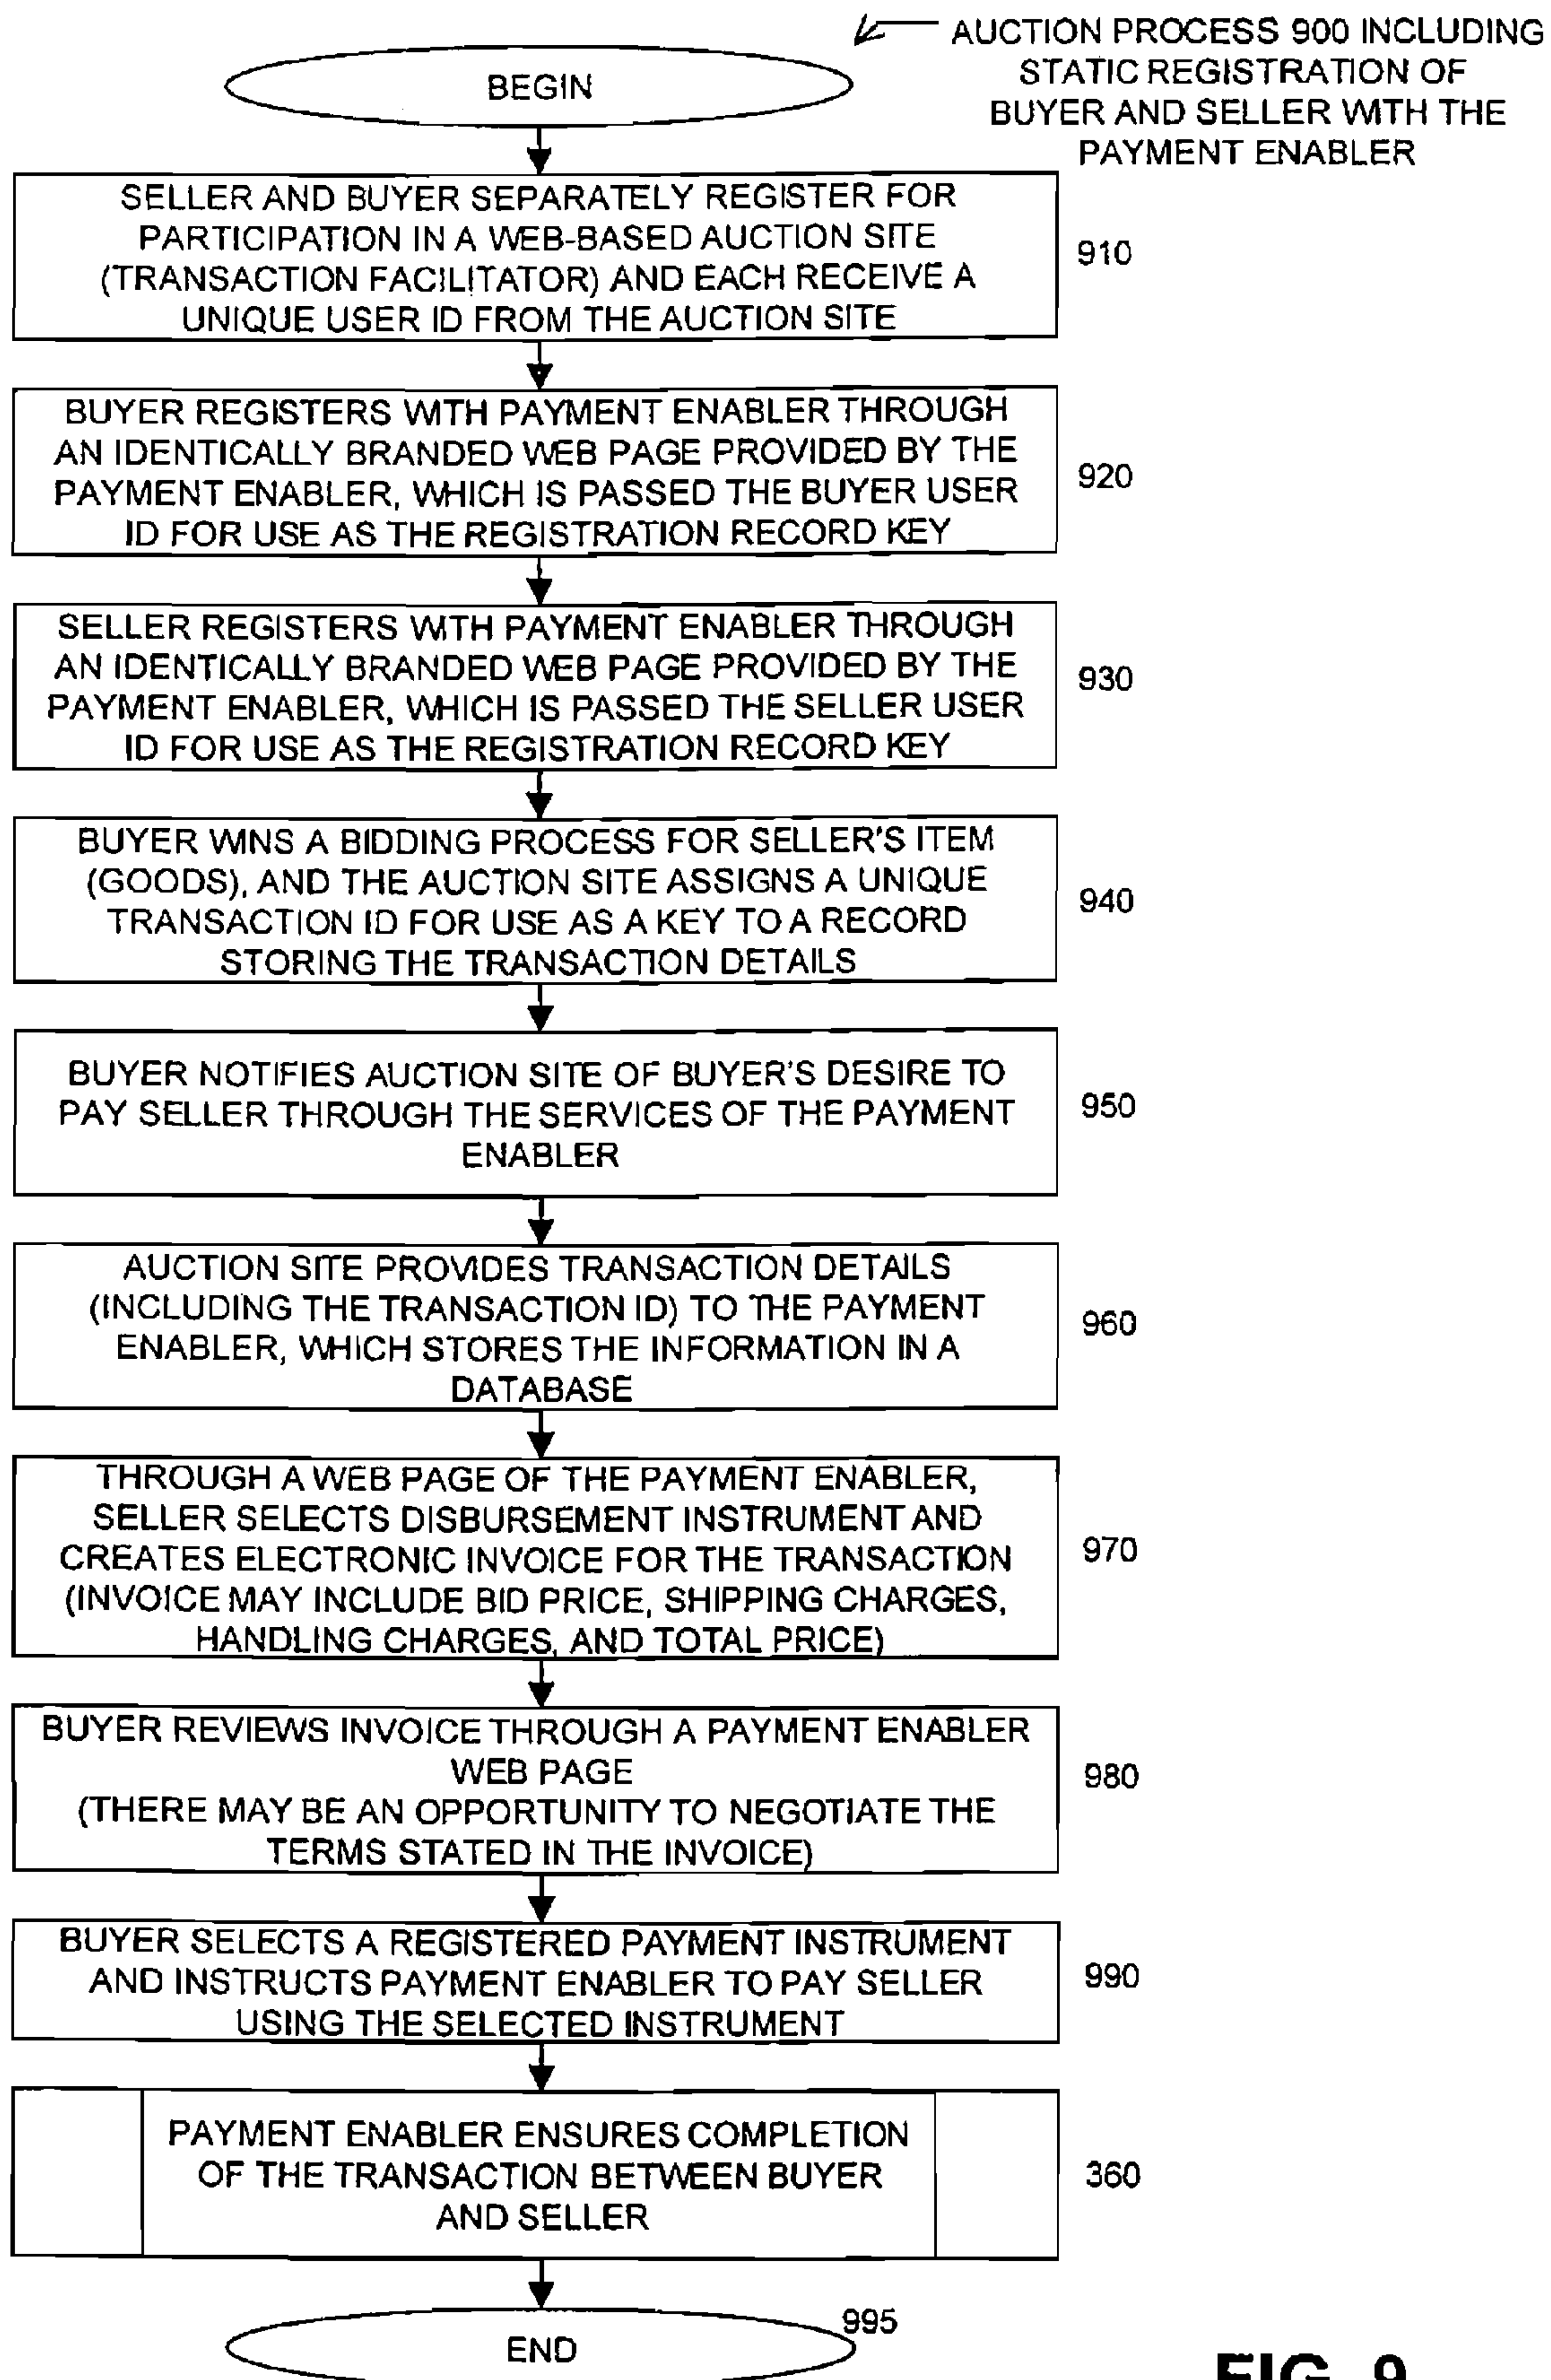 AUCTION PROCESS 900 INCLUDING
STATIC REGISTRATION OF
BUYER AND SELLER WITH THE
PAYMENT ENABLER
BEGIN
SELLER AND BUYER SEPARATELY REGISTER FOR
PARTICIPATION IN A WEB-BASED AUCTION SITE
(TRANSACTION FACILITATOR) AND EACH RECEIVE A
UNIQUE USER ID FROM THE AUCTION SITE
910
BUYER REGISTERS WITH PAYMENT ENABLER THROUGH
AN IDENTICALLY BRANDED WEB PAGE PROVIDED BY THE
PAYMENT ENABLER, WHICH IS PASSED THE BUYER USER
ID FOR USE AS THE REGISTRATION RECORD KEY
920
SELLER REGISTERS WITH PAYMENT ENABLER THROUGH
AN IDENTICALLY BRANDED WEB PAGE PROVIDED BY THE
PAYMENT ENABLER, WHICH IS PASSED THE SELLER USER
ID FOR USE AS THE REGISTRATION RECORD KEY
930
BUYER WINS A BIDDING PROCESS FOR SELLER'S ITEM
(GOODS), AND THE AUCTION SITE ASSIGNS A UNIQUE
TRANSACTION ID FOR USE AS A KEY TO A RECORD
STORING THE TRANSACTION DETAILS
940
BUYER NOTIFIES AUCTION SITE OF BUYER'S DESIRE TO
PAY SELLER THROUGH THE SERVICES OF THE PAYMENT
ENABLER
950
AUCTION SITE PROVIDES TRANSACTION DETAILS
(INCLUDING THE TRANSACTION ID) TO THE PAYMENT
ENABLER, WHICH STORES THE INFORMATION IN A
DATABASE
960
THROUGH A WEB PAGE OF THE PAYMENT ENABLER,
SELLER SELECTS DISBURSEMENT INSTRUMENT AND
CREATES ELECTRONIC INVOICE FOR THE TRANSACTION
(INVOICE MAY INCLUDE BID PRICE, SHIPPING CHARGES,
HANDLING CHARGES, AND TOTAL PRICE)
970
BUYER REVIEWS INVOICE THROUGH A PAYMENT ENABLER
WEB PAGE
(THERE MAY BE AN OPPORTUNITY TO NEGOTIATE THE
TERMS STATED IN THE INVOICE)
980
BUYER SELECTS A REGISTERED PAYMENT INSTRUMENT
AND INSTRUCTS PAYMENT ENABLER TO PAY SELLER
USING THE SELECTED INSTRUMENT
990
PAYMENT ENABLER ENSURES COMPLETION
OF THE TRANSACTION BETWEEN BUYER
AND SELLER
360
995
END
FIG. 9